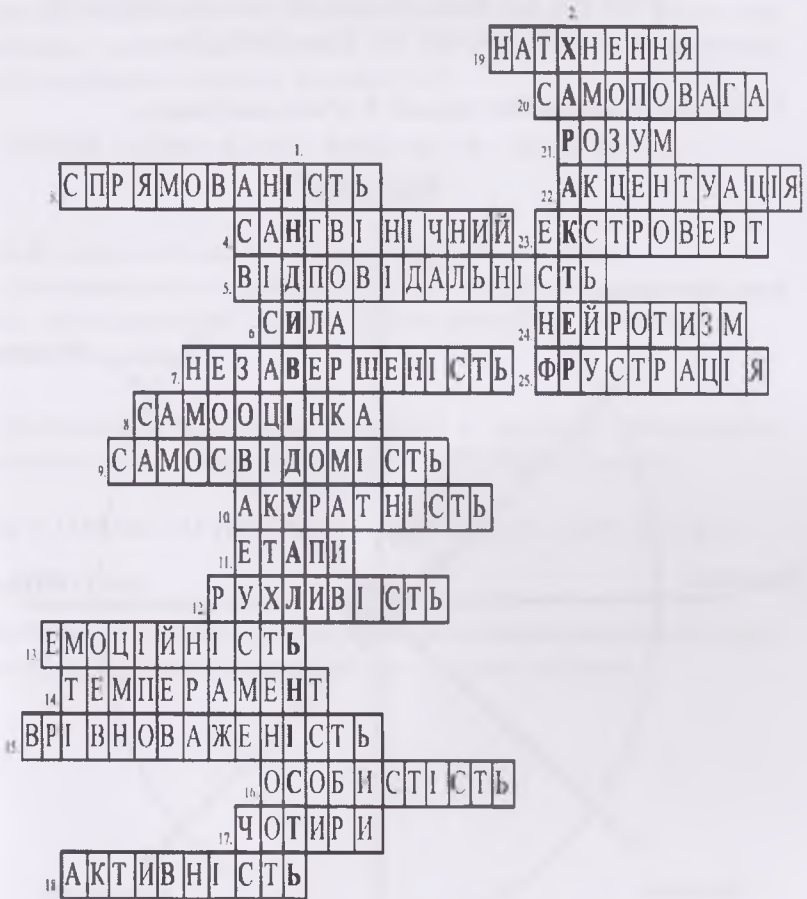 2.
19 НАТХНЕННЯ
20. САМОПОВАГА
21. РОЗУМ
1.
3. СПРЯМОВАНІСТЬ 22. АКЦЕНТУАЦІЯ
4. САНГВІНІЧНИЙ 23. ЕКСТРОВЕРТ
5. ВІДПОВІДАЛЬНІСТЬ
6 СИЛА 24. НЕЙРОТИЗМ
7. НЕЗАВЕРШЕНІСТЬ 25. ФРУСТРАЦІЯ
8 САМООЦІНКА
9. САМОСВІДОМІСТЬ
10. АКУРАТНІСТЬ
11. ЕТАПИ
12. РУХЛИВІСТЬ
13 ЕМОЦІЙНІСТЬ
14. ТЕМПЕРАМЕНТ
15. ВРІВНОВАЖЕНІСТЬ
16. ОСОБИСТІСТЬ
17. ЧОТИРИ
18 АКТИВНІСТЬ